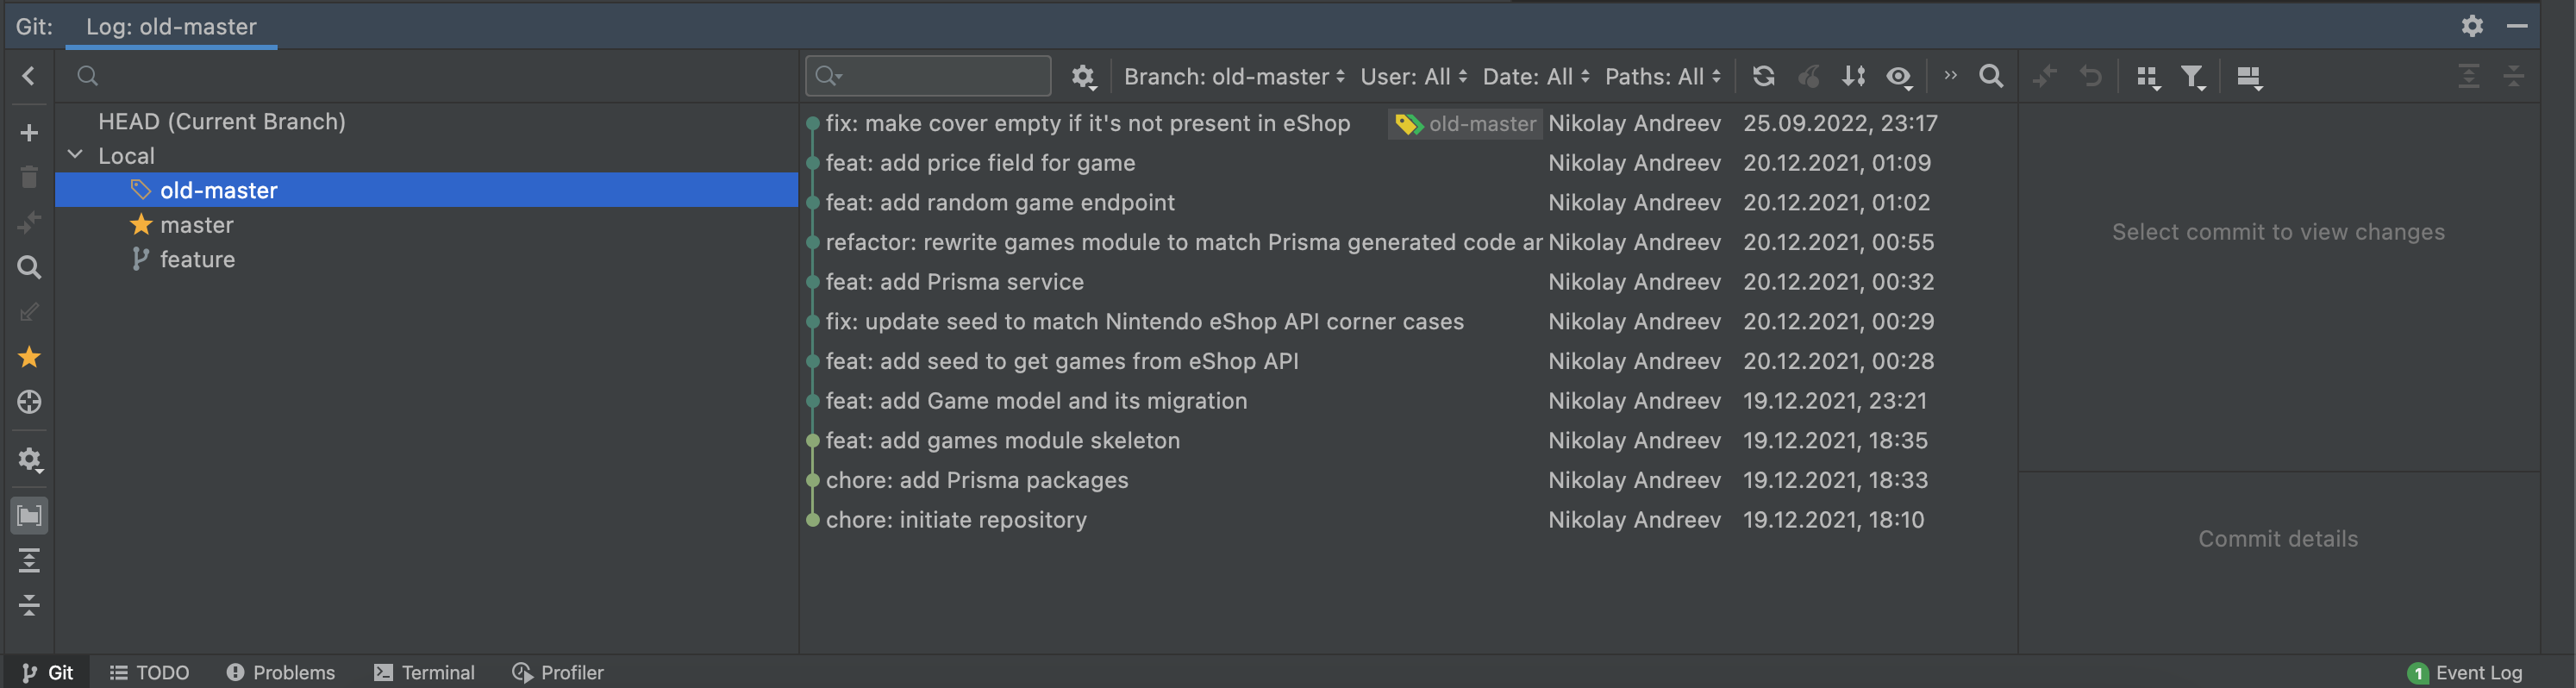 Git: Log: old-master
Branch: old-master User: All Date: All Paths: All
HEAD (Current Branch)
Local
old-master
master
feature
fix: make cover empty if it's not present in eShop old-master Nikolay Andreev 25.09.2022, 23:17
feat: add price field for game Nikolay Andreev 20.12.2021, 01:09
feat: add random game endpoint Nikolay Andreev 20.12.2021, 01:02
refactor: rewrite games module to match Prisma generated code ar Nikolay Andreev 20.12.2021, 00:55
feat: add Prisma service Nikolay Andreev 20.12.2021, 00:32
fix: update seed to match Nintendo eShop API corner cases Nikolay Andreev 20.12.2021, 00:29
feat: add seed to get games from eShop API Nikolay Andreev 20.12.2021, 00:28
feat: add Game model and its migration Nikolay Andreev 19.12.2021, 23:21
feat: add games module skeleton Nikolay Andreev 19.12.2021, 18:35
chore: add Prisma packages Nikolay Andreev 19.12.2021, 18:33
chore: initiate repository Nikolay Andreev 19.12.2021, 18:10
Select commit to view changes
Commit details
Git TODO Problems Terminal Profiler 1 Event Log